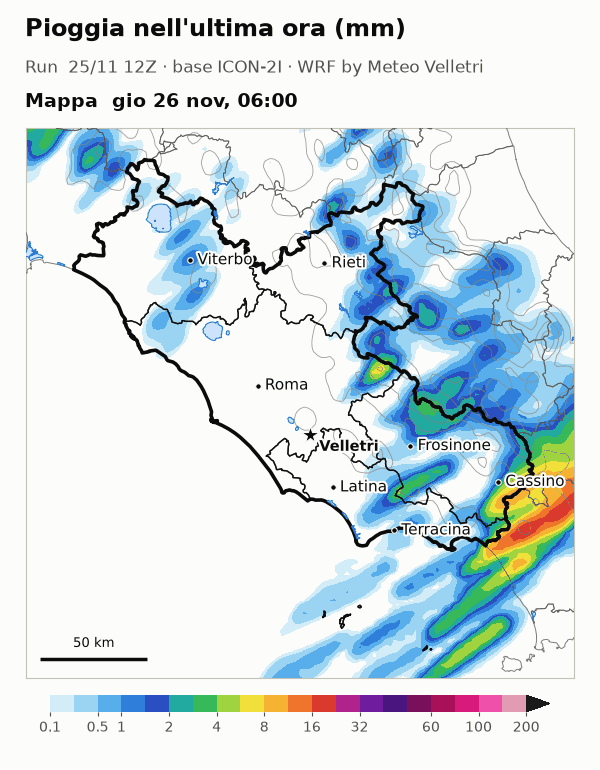 Pioggia nell'ultima ora (mm)
Run  25/11 12Z · base ICON-2I · WRF by Meteo Velletri
Mappa  gio 26 nov, 06:00
Viterbo
Rieti
Roma
Velletri
Frosinone
Latina
Cassino
Terracina
50 km
0.1 0.5 1 2 4 8 16 32 60 100 200